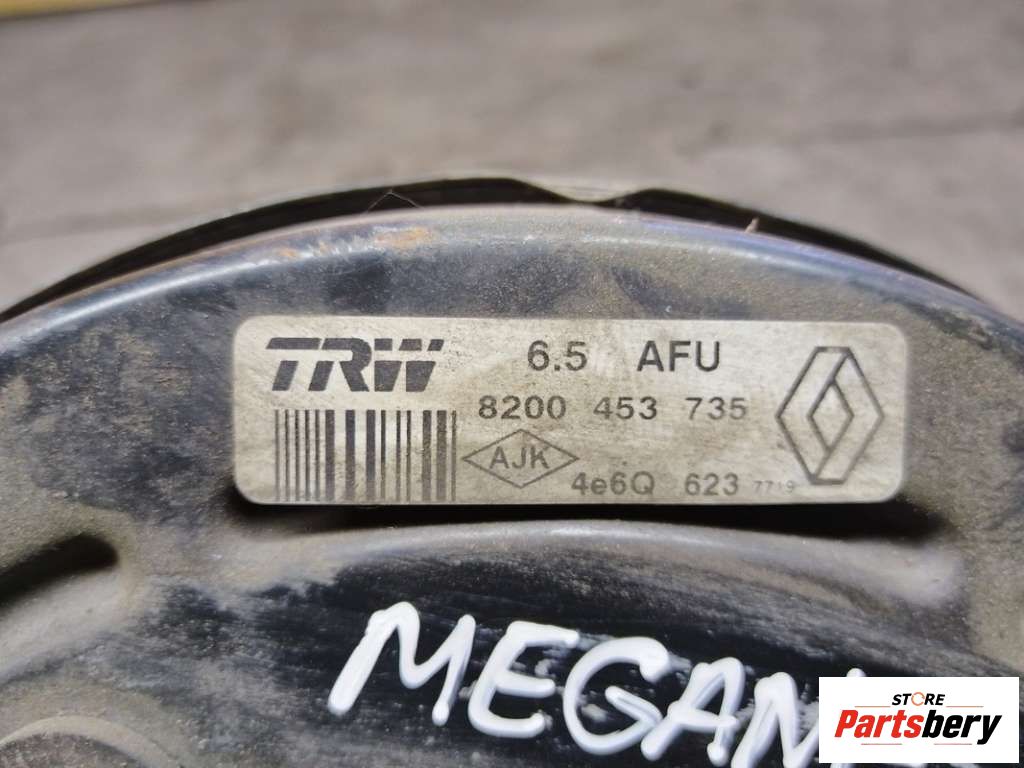 TRW 6.5 AFU
8200 453 735
AJK
4e6Q 623 7719
MEGAN
STORE
Partsbery